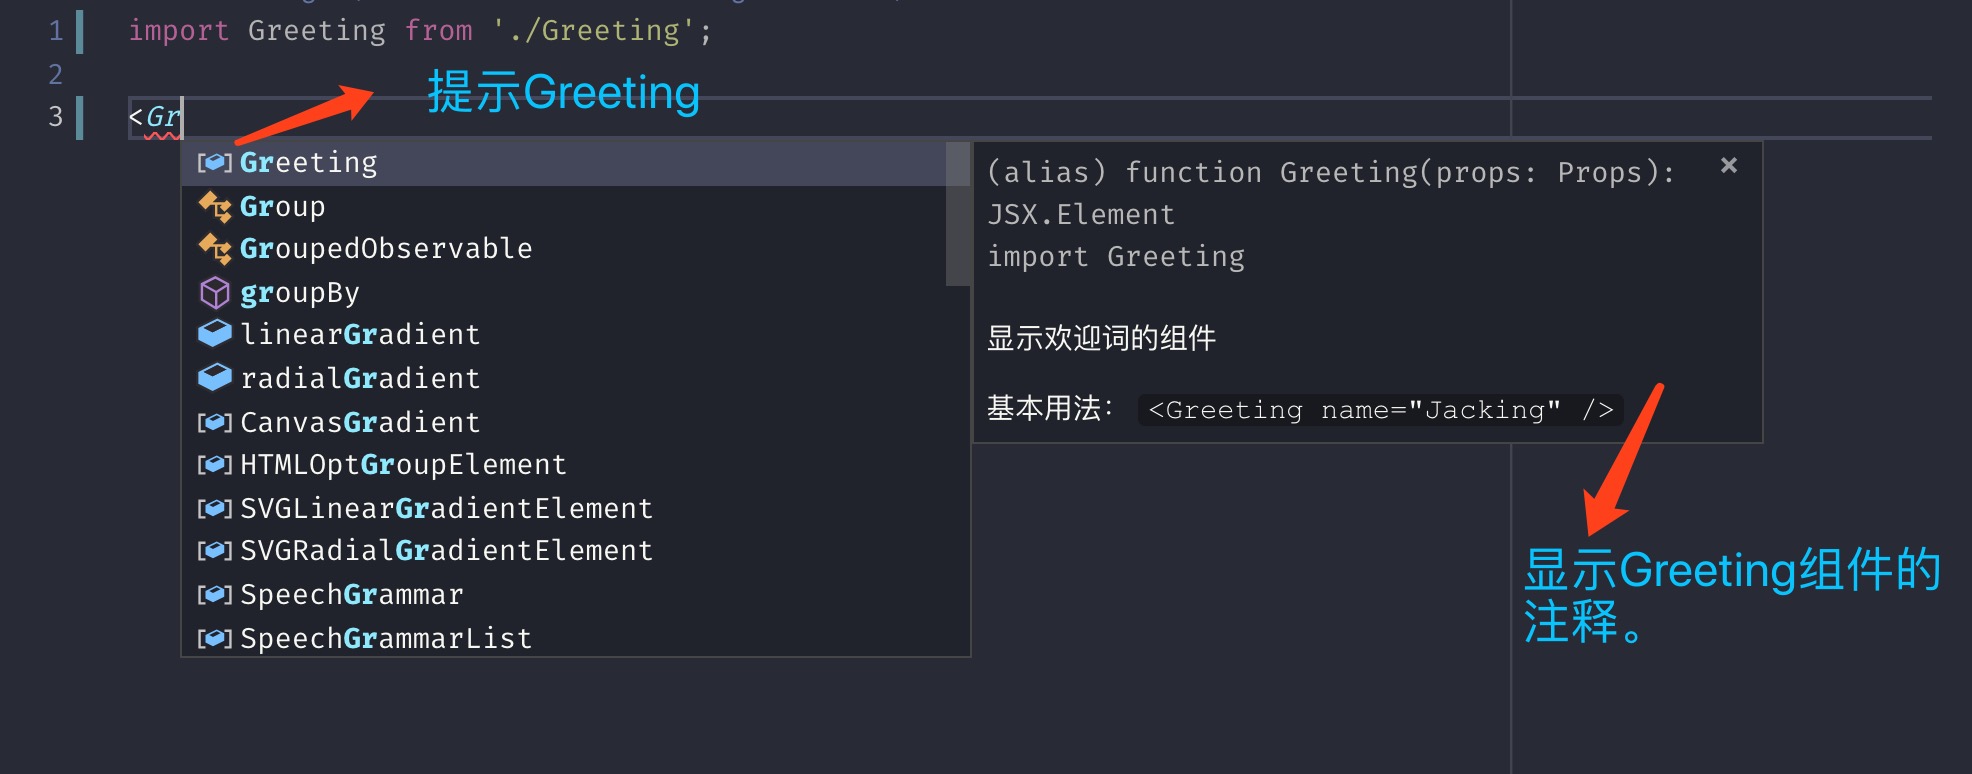 1 import Greeting from './Greeting';
2
提示Greeting
3 <Gr
Greeting
Group
GroupedObservable
groupBy
linearGradient
radialGradient
CanvasGradient
HTMLOptGroupElement
SVGLinearGradientElement
SVGRadialGradientElement
SpeechGrammar
SpeechGrammarList
(alias) function Greeting(props: Props):
JSX.Element
import Greeting
显示欢迎词的组件
基本用法： <Greeting name="Jacking" />
显示Greeting组件的
注释。